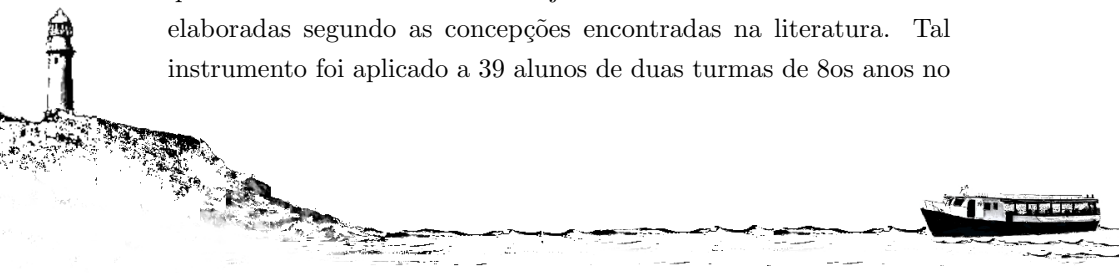 elaboradas segundo as concepções encontradas na literatura. Tal
instrumento foi aplicado a 39 alunos de duas turmas de 8os anos no